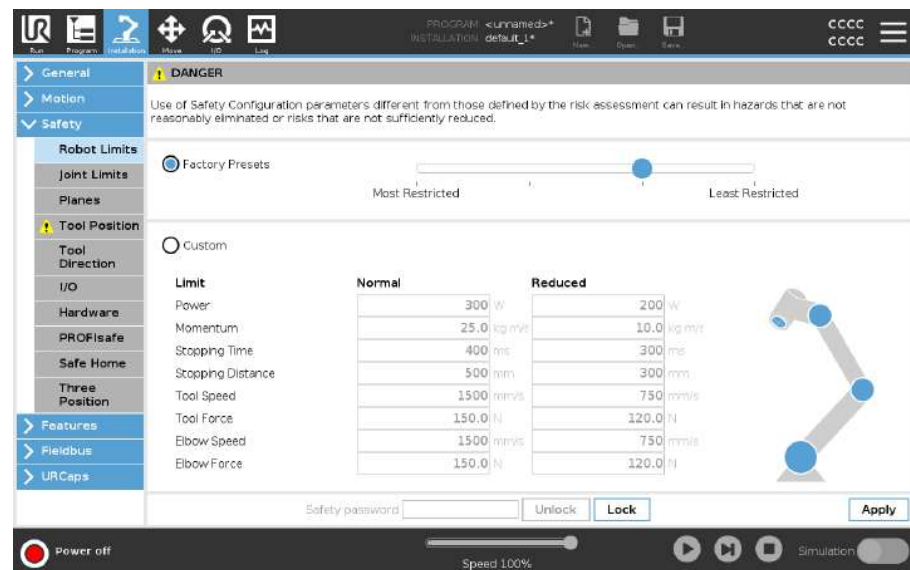 PROGRAM <unnamed>*
INSTALLATION default_1*
cccc
cccc
Run Program Installation Move I/O Log New... Open... Save...
General
Motion
Safety
Robot Limits
Joint Limits
Planes
Tool Position
Tool
Direction
I/O
Hardware
PROFIsafe
Safe Home
Three
Position
Features
Fieldbus
URCaps
DANGER
Use of Safety Configuration parameters different from those defined by the risk assessment can result in hazards that are not
reasonably eliminated or risks that are not sufficiently reduced.
Factory Presets
Most Restricted Least Restricted
Custom
Limit Normal Reduced
Power 300 W 200 W
Momentum 25.0 kg m/s 10.0 kg m/s
Stopping Time 400 ms 300 ms
Stopping Distance 500 mm 300 mm
Tool Speed 1500 mm/s 750 mm/s
Tool Force 150.0 N 120.0 N
Elbow Speed 1500 mm/s 750 mm/s
Elbow Force 150.0 N 120.0 N
Safety password Unlock Lock Apply
Power off
Speed 100%
Simulation